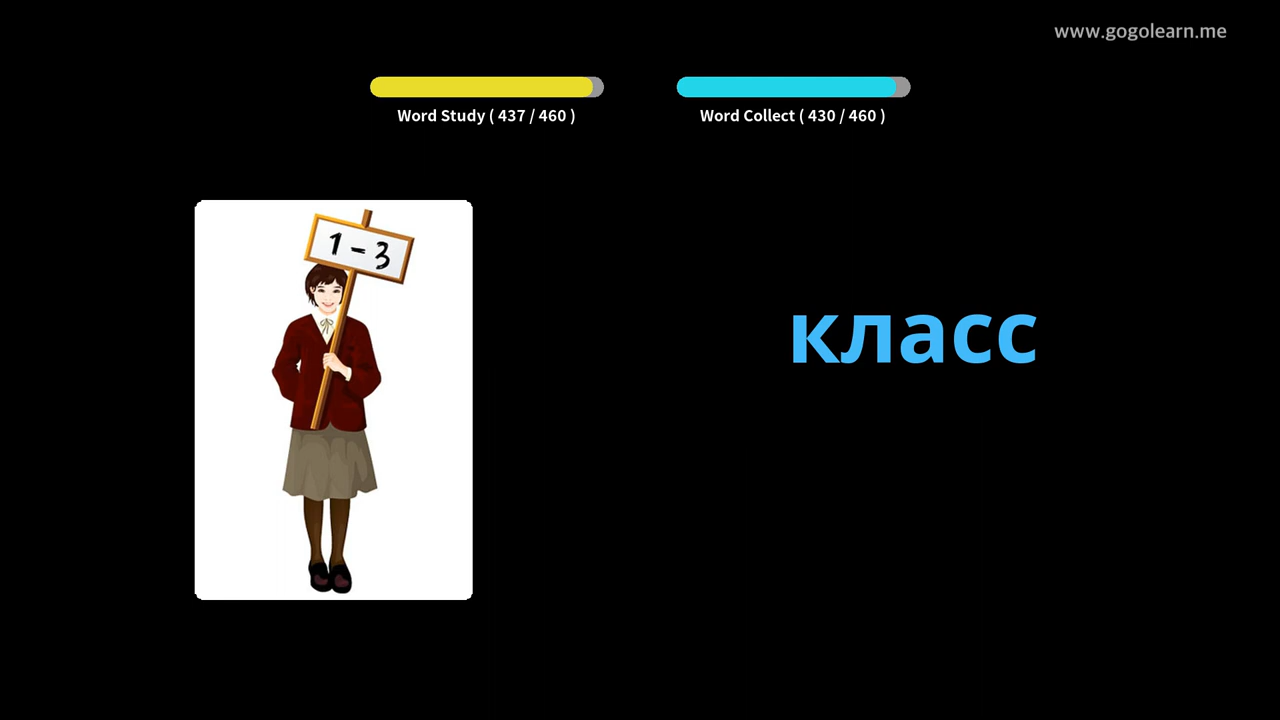 www.gogolearn.me
Word Study ( 437 / 460 )
Word Collect ( 430 / 460 )
1 - 3
класс